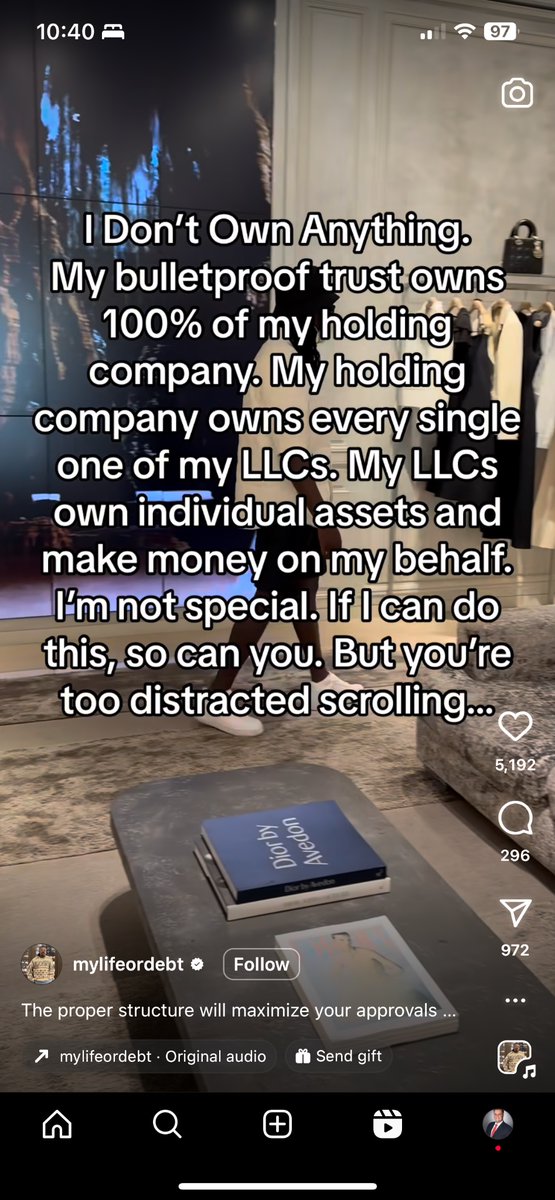 10:40
97
I Don’t Own Anything.
My bulletproof trust owns
100% of my holding
company. My holding
company owns every single
one of my LLCs. My LLCs
own individual assets and
make money on my behalf.
I’m not special. If I can do
this, so can you. But you’re
too distracted scrolling...
5,192
296
972
Dior by
Avedon
Dior by Avedon
mylifeordebt
Follow
The proper structure will maximize your approvals ...
mylifeordebt · Original audio
Send gift